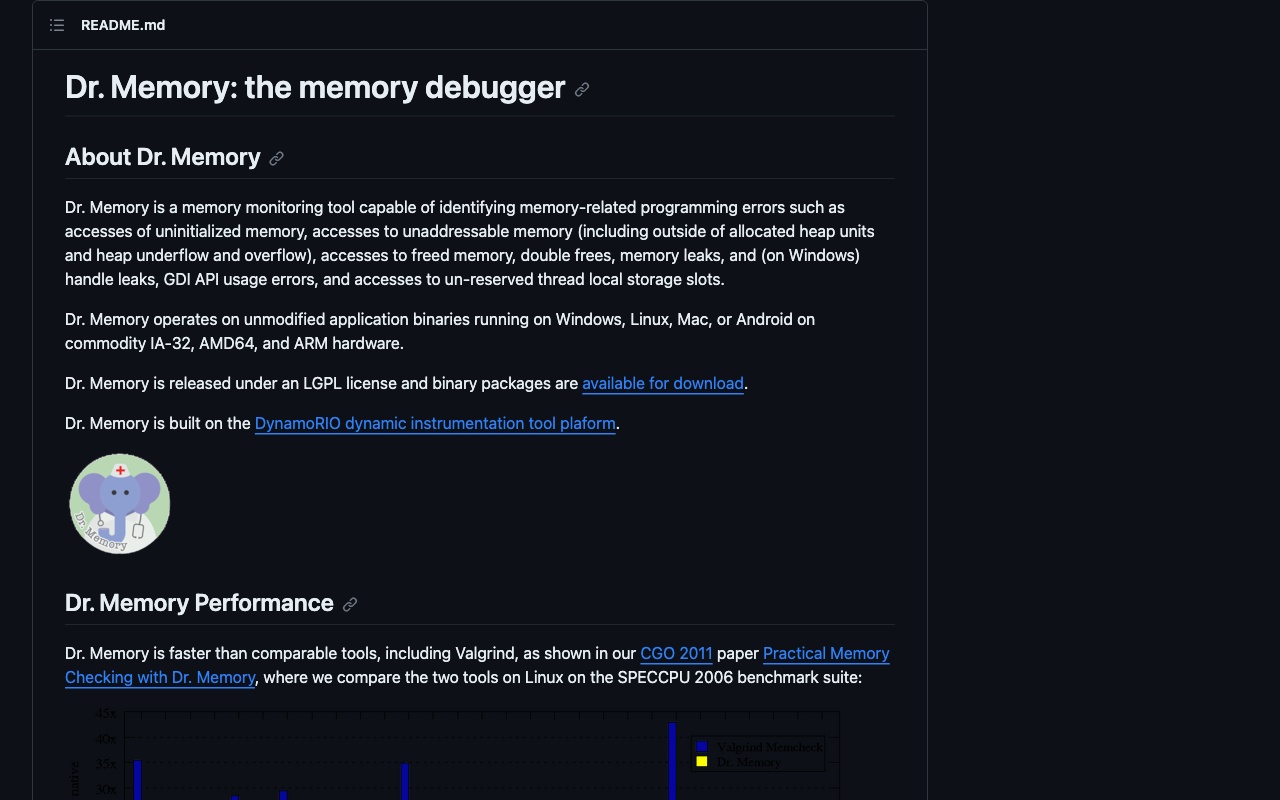 README.md
Dr. Memory: the memory debugger
About Dr. Memory
Dr. Memory is a memory monitoring tool capable of identifying memory-related programming errors such as
accesses of uninitialized memory, accesses to unaddressable memory (including outside of allocated heap units
and heap underflow and overflow), accesses to freed memory, double frees, memory leaks, and (on Windows)
handle leaks, GDI API usage errors, and accesses to un-reserved thread local storage slots.
Dr. Memory operates on unmodified application binaries running on Windows, Linux, Mac, or Android on
commodity IA-32, AMD64, and ARM hardware.
Dr. Memory is released under an LGPL license and binary packages are available for download.
Dr. Memory is built on the DynamoRIO dynamic instrumentation tool plaform.
Dr. Memory
Dr. Memory Performance
Dr. Memory is faster than comparable tools, including Valgrind, as shown in our CGO 2011 paper Practical Memory
Checking with Dr. Memory, where we compare the two tools on Linux on the SPECCPU 2006 benchmark suite:
45x
40x
35x
30x
native
Valgrind Memcheck
Dr. Memory